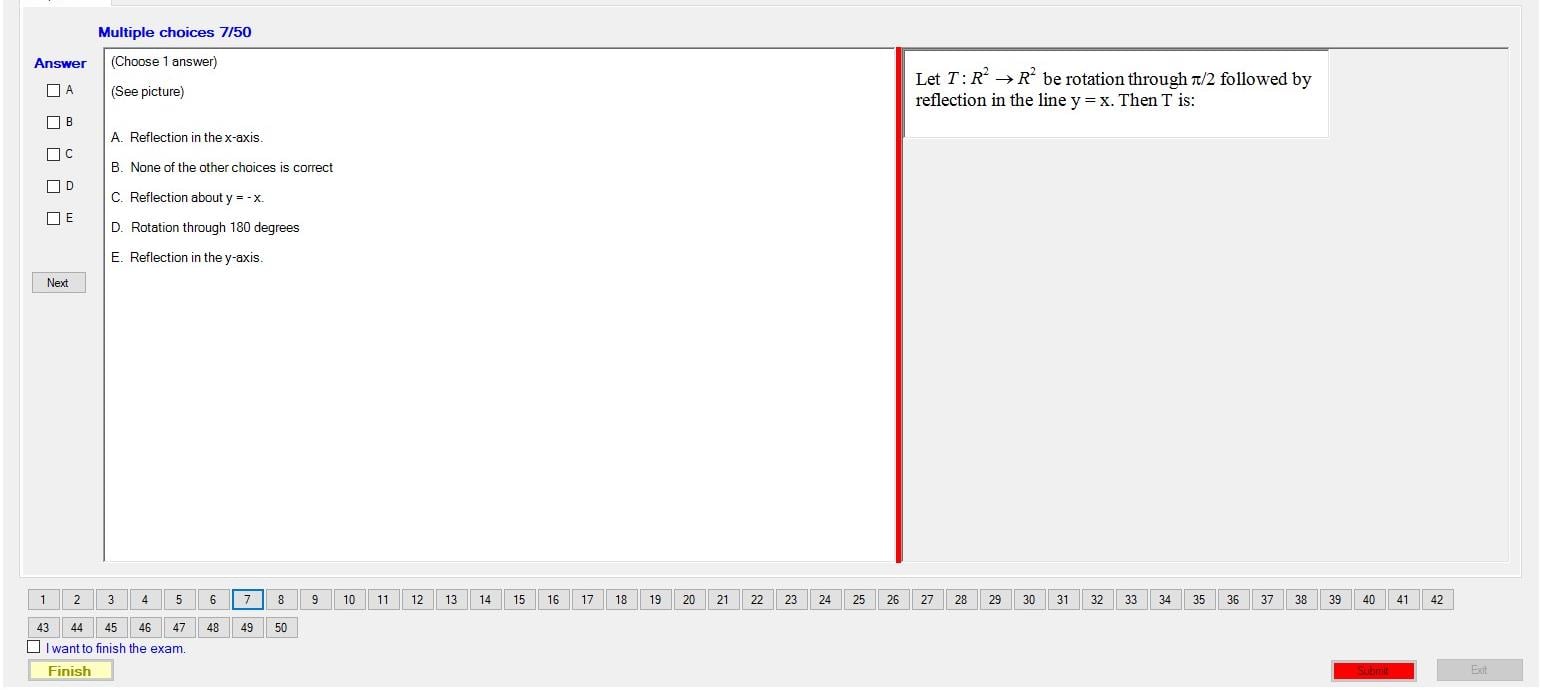 Multiple choices 7/50
Answer
A
B
C
D
E
Next
(Choose 1 answer)
(See picture)
A. Reflection in the x-axis.
B. None of the other choices is correct
C. Reflection about y = - x.
D. Rotation through 180 degrees
E. Reflection in the y-axis.
Let T : R² → R² be rotation through π/2 followed by
reflection in the line y = x. Then T is:
1 2 3 4 5 6 7 8 9 10 11 12 13 14 15 16 17 18 19 20 21 22 23 24 25 26 27 28 29 30 31 32 33 34 35 36 37 38 39 40 41 42
43 44 45 46 47 48 49 50
I want to finish the exam.
Finish
Submit
Exit